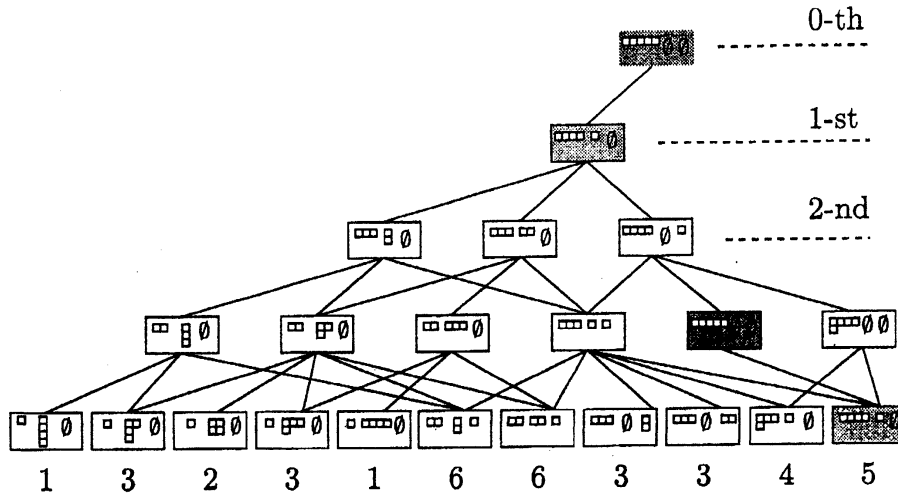 0-th
∅ ∅
1-st
∅
2-nd
∅ ∅ ∅
∅ ∅ ∅ ∅ ∅
∅ ∅ ∅ ∅ ∅ ∅ ∅ ∅ ∅
1 3 2 3 1 6 6 3 3 4 5